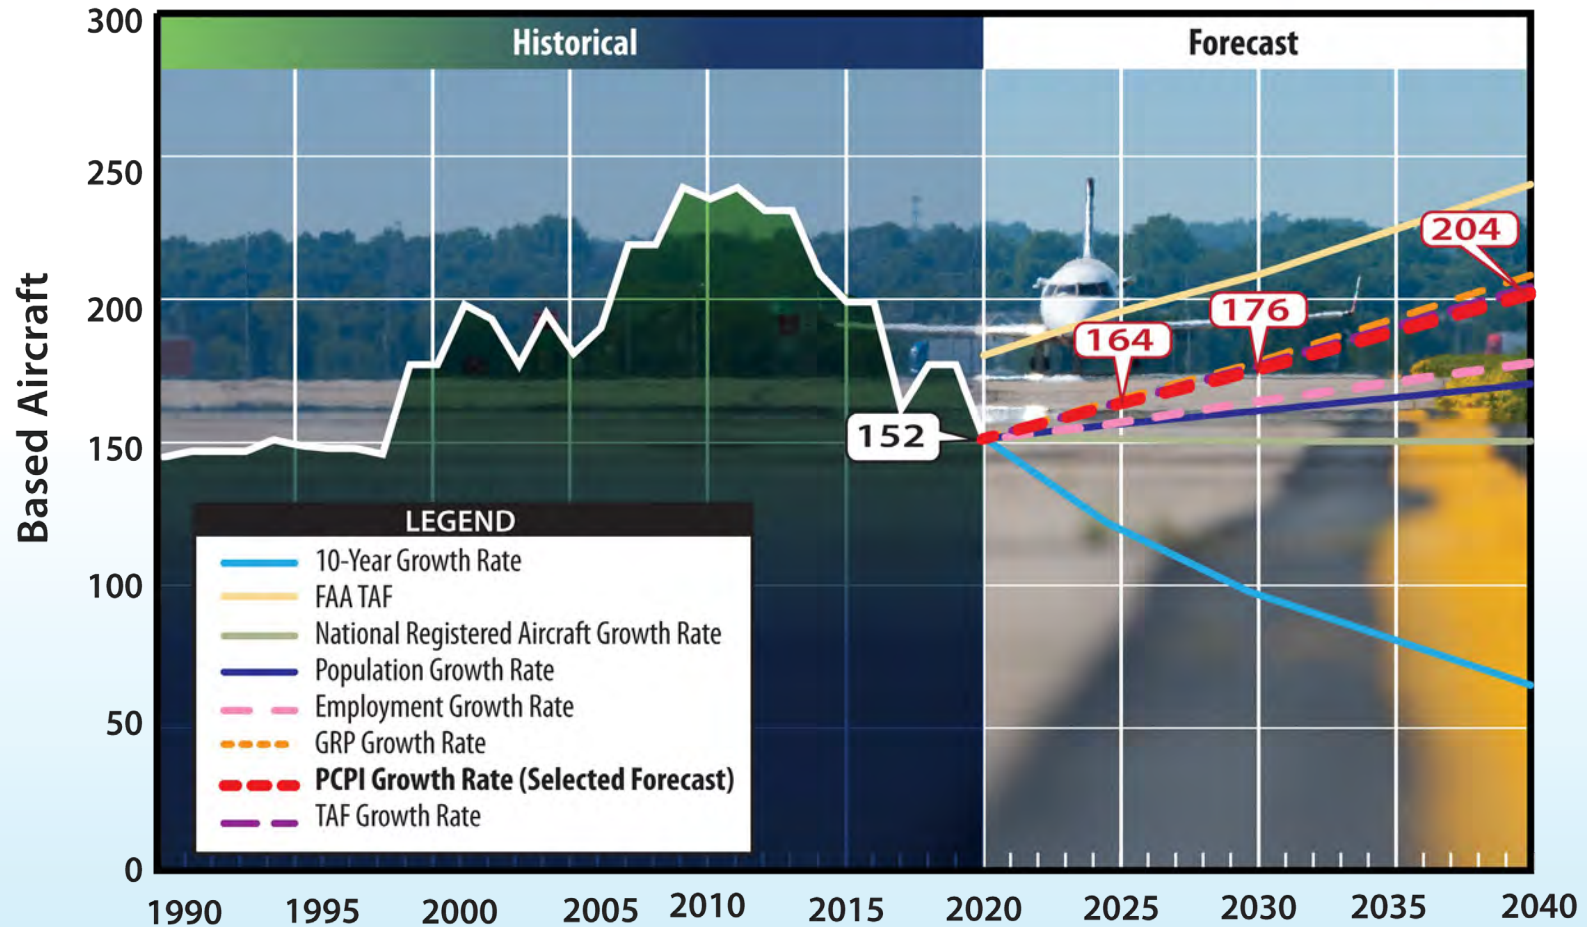 300
Historical
Forecast
250
204
200
176
164
Based Aircraft
150
152
LEGEND
10-Year Growth Rate
FAA TAF
National Registered Aircraft Growth Rate
Population Growth Rate
Employment Growth Rate
GRP Growth Rate
PCPI Growth Rate (Selected Forecast)
TAF Growth Rate
100
50
0
1990 1995 2000 2005 2010 2015 2020 2025 2030 2035 2040